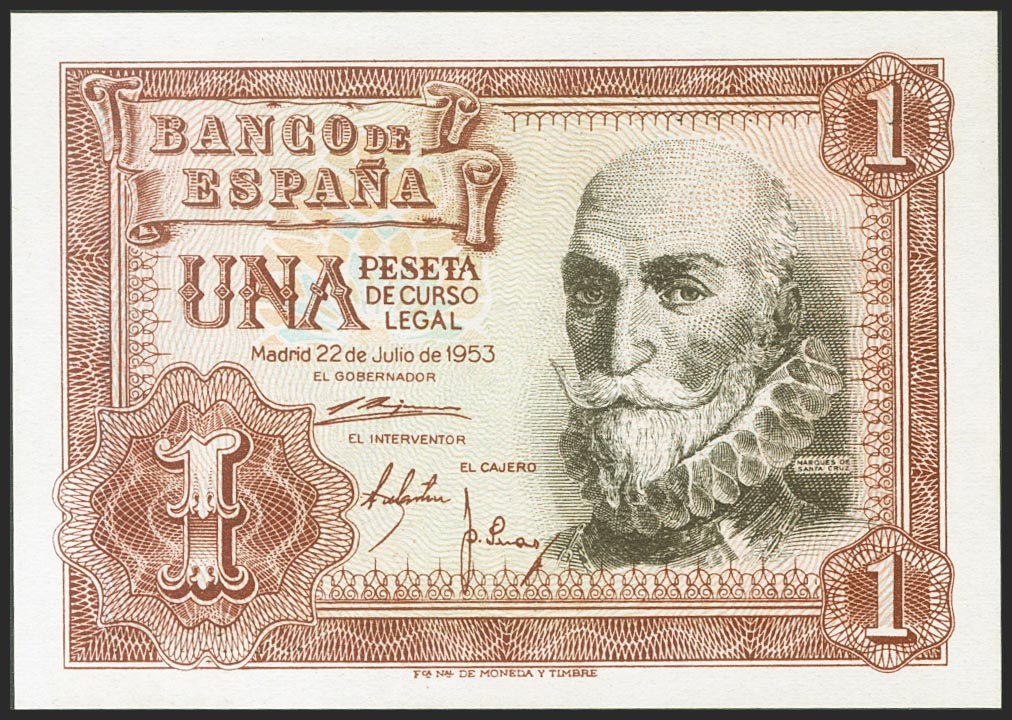 BANCO DE
ESPAÑA
1
UNA PESETA
DE CURSO
LEGAL
Madrid 22 de Julio de 1953
EL GOBERNADOR
EL INTERVENTOR
EL CAJERO
MARQUES DE
SANTA CRUZ
1
1
Fca Nal DE MONEDA Y TIMBRE